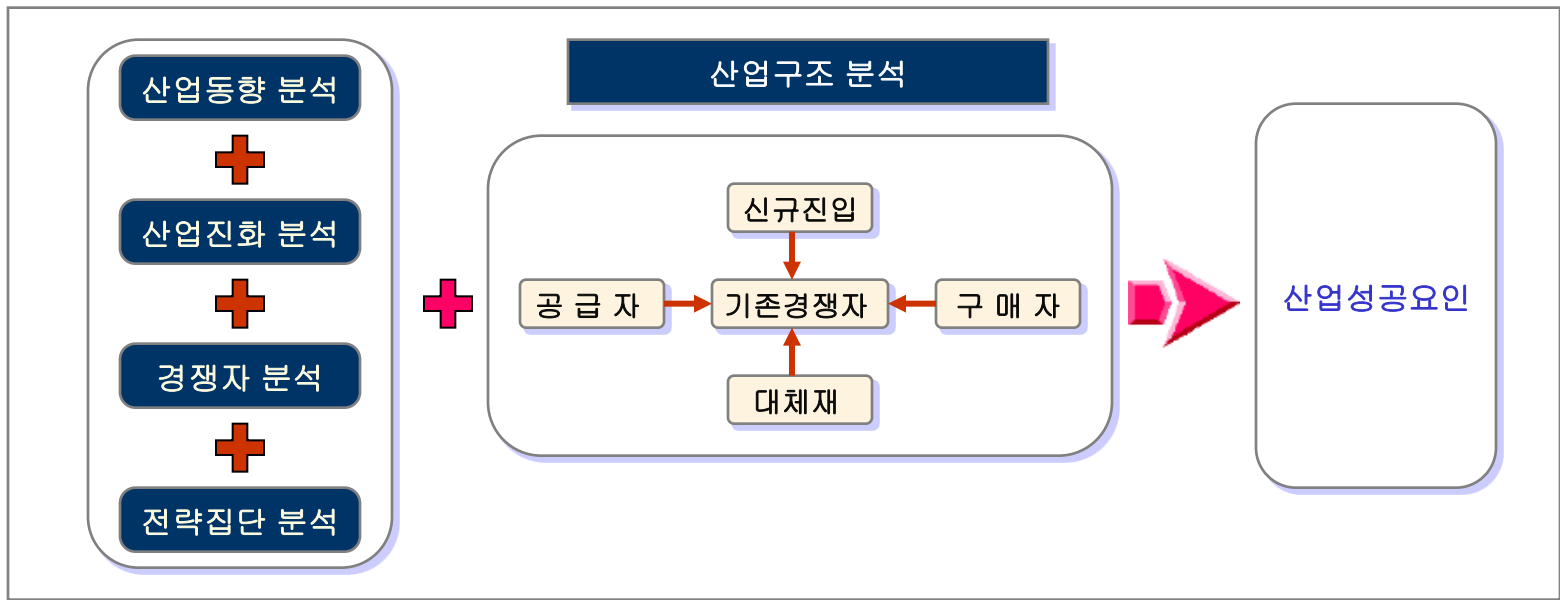 산업동향 분석
산업진화 분석
경쟁자 분석
전략집단 분석
산업구조 분석
신규진입
공 급 자
기존경쟁자
구 매 자
대체재
산업성공요인